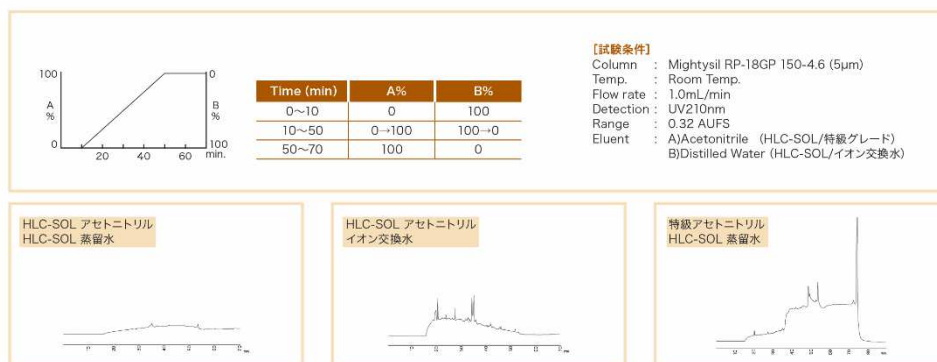 100
A
%
0
20
40
60
0
B
%
100
min.
Time (min) A% B%
0～10 0 100
10～50 0→100 100→0
50～70 100 0
[試験条件]
Column : Mightysil RP-18GP 150-4.6 (5μm)
Temp. : Room Temp.
Flow rate : 1.0mL/min
Detection : UV210nm
Range : 0.32 AUFS
Eluent : A)Acetonitrile （HLC-SOL/特級グレード）
B)Distilled Water (HLC-SOL/イオン交換水)
HLC-SOL アセトニトリル
HLC-SOL 蒸留水
HLC-SOL アセトニトリル
イオン交換水
特級アセトニトリル
HLC-SOL 蒸留水